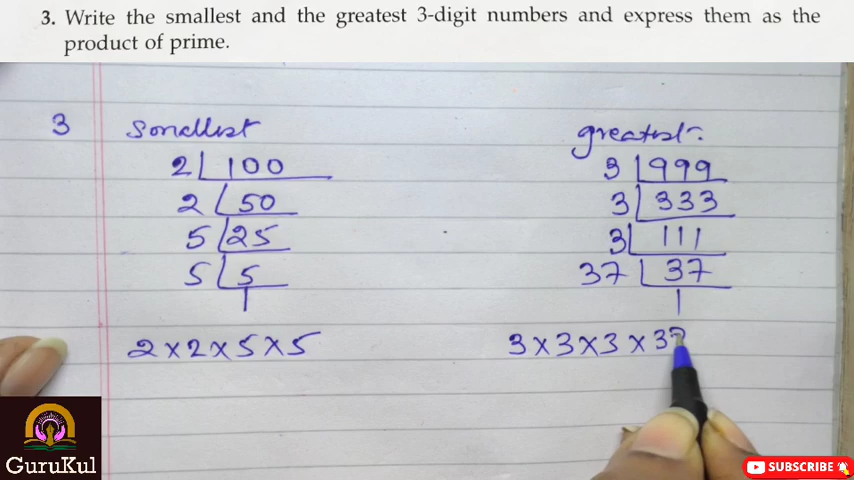 3. Write the smallest and the greatest 3-digit numbers and express them as the
product of prime.
3 smallest greatest:
2 100 3 999
2 50 3 333
5 25 3 111
5 5 37 37
1 1
2 × 2 × 5 × 5 3 × 3 × 3 × 37
GuruKul
SUBSCRIBE